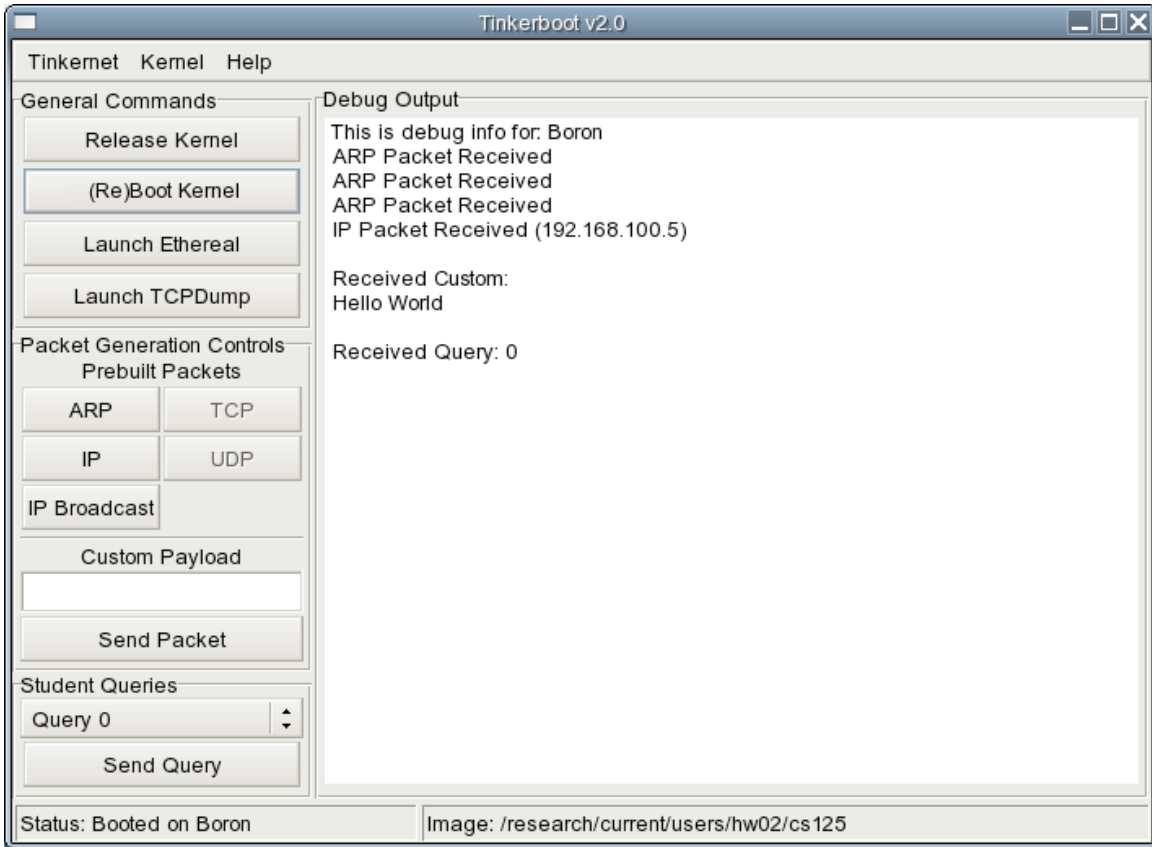 Tinkerboot v2.0
Tinkernet Kernel Help
General Commands
Release Kernel
(Re)Boot Kernel
Launch Ethereal
Launch TCPDump
Packet Generation Controls
Prebuilt Packets
ARP TCP
IP UDP
IP Broadcast
Custom Payload
Send Packet
Student Queries
Query 0
Send Query
Debug Output
This is debug info for: Boron
ARP Packet Received
ARP Packet Received
ARP Packet Received
IP Packet Received (192.168.100.5)
Received Custom:
Hello World
Received Query: 0
Status: Booted on Boron
Image: /research/current/users/hw02/cs125